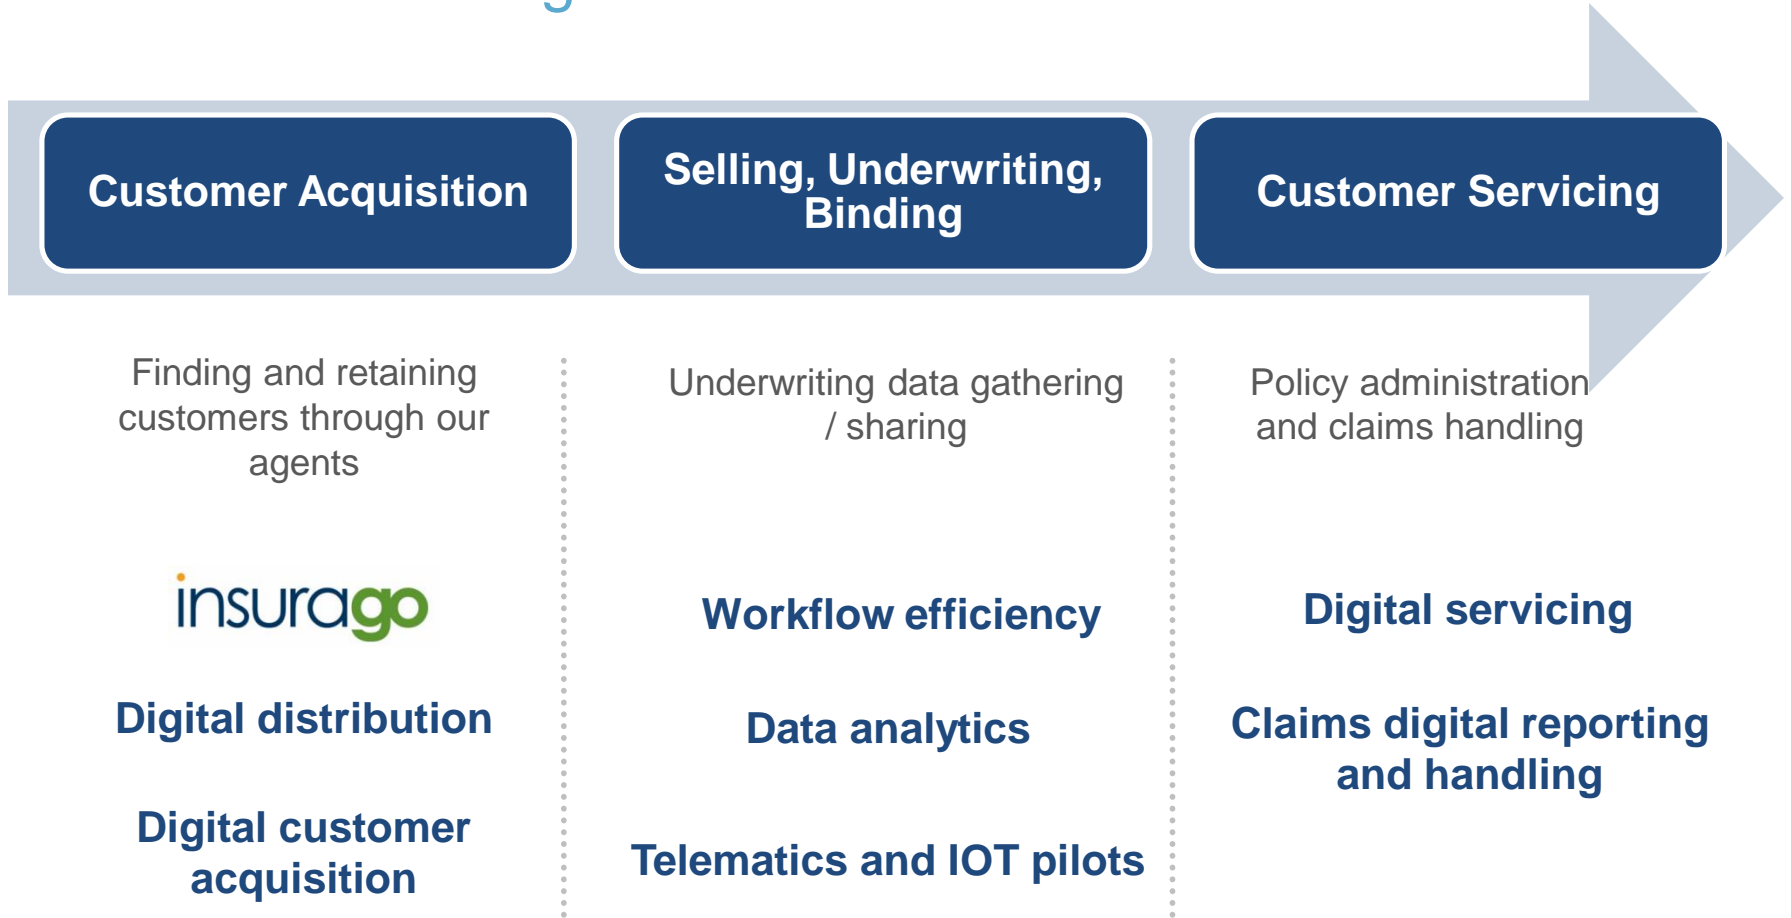 Customer Acquisition
Selling, Underwriting,
Binding
Customer Servicing
Finding and retaining
customers through our
agents
Underwriting data gathering
/ sharing
Policy administration
and claims handling
insurago
Digital distribution
Digital customer
acquisition
Workflow efficiency
Data analytics
Telematics and IOT pilots
Digital servicing
Claims digital reporting
and handling